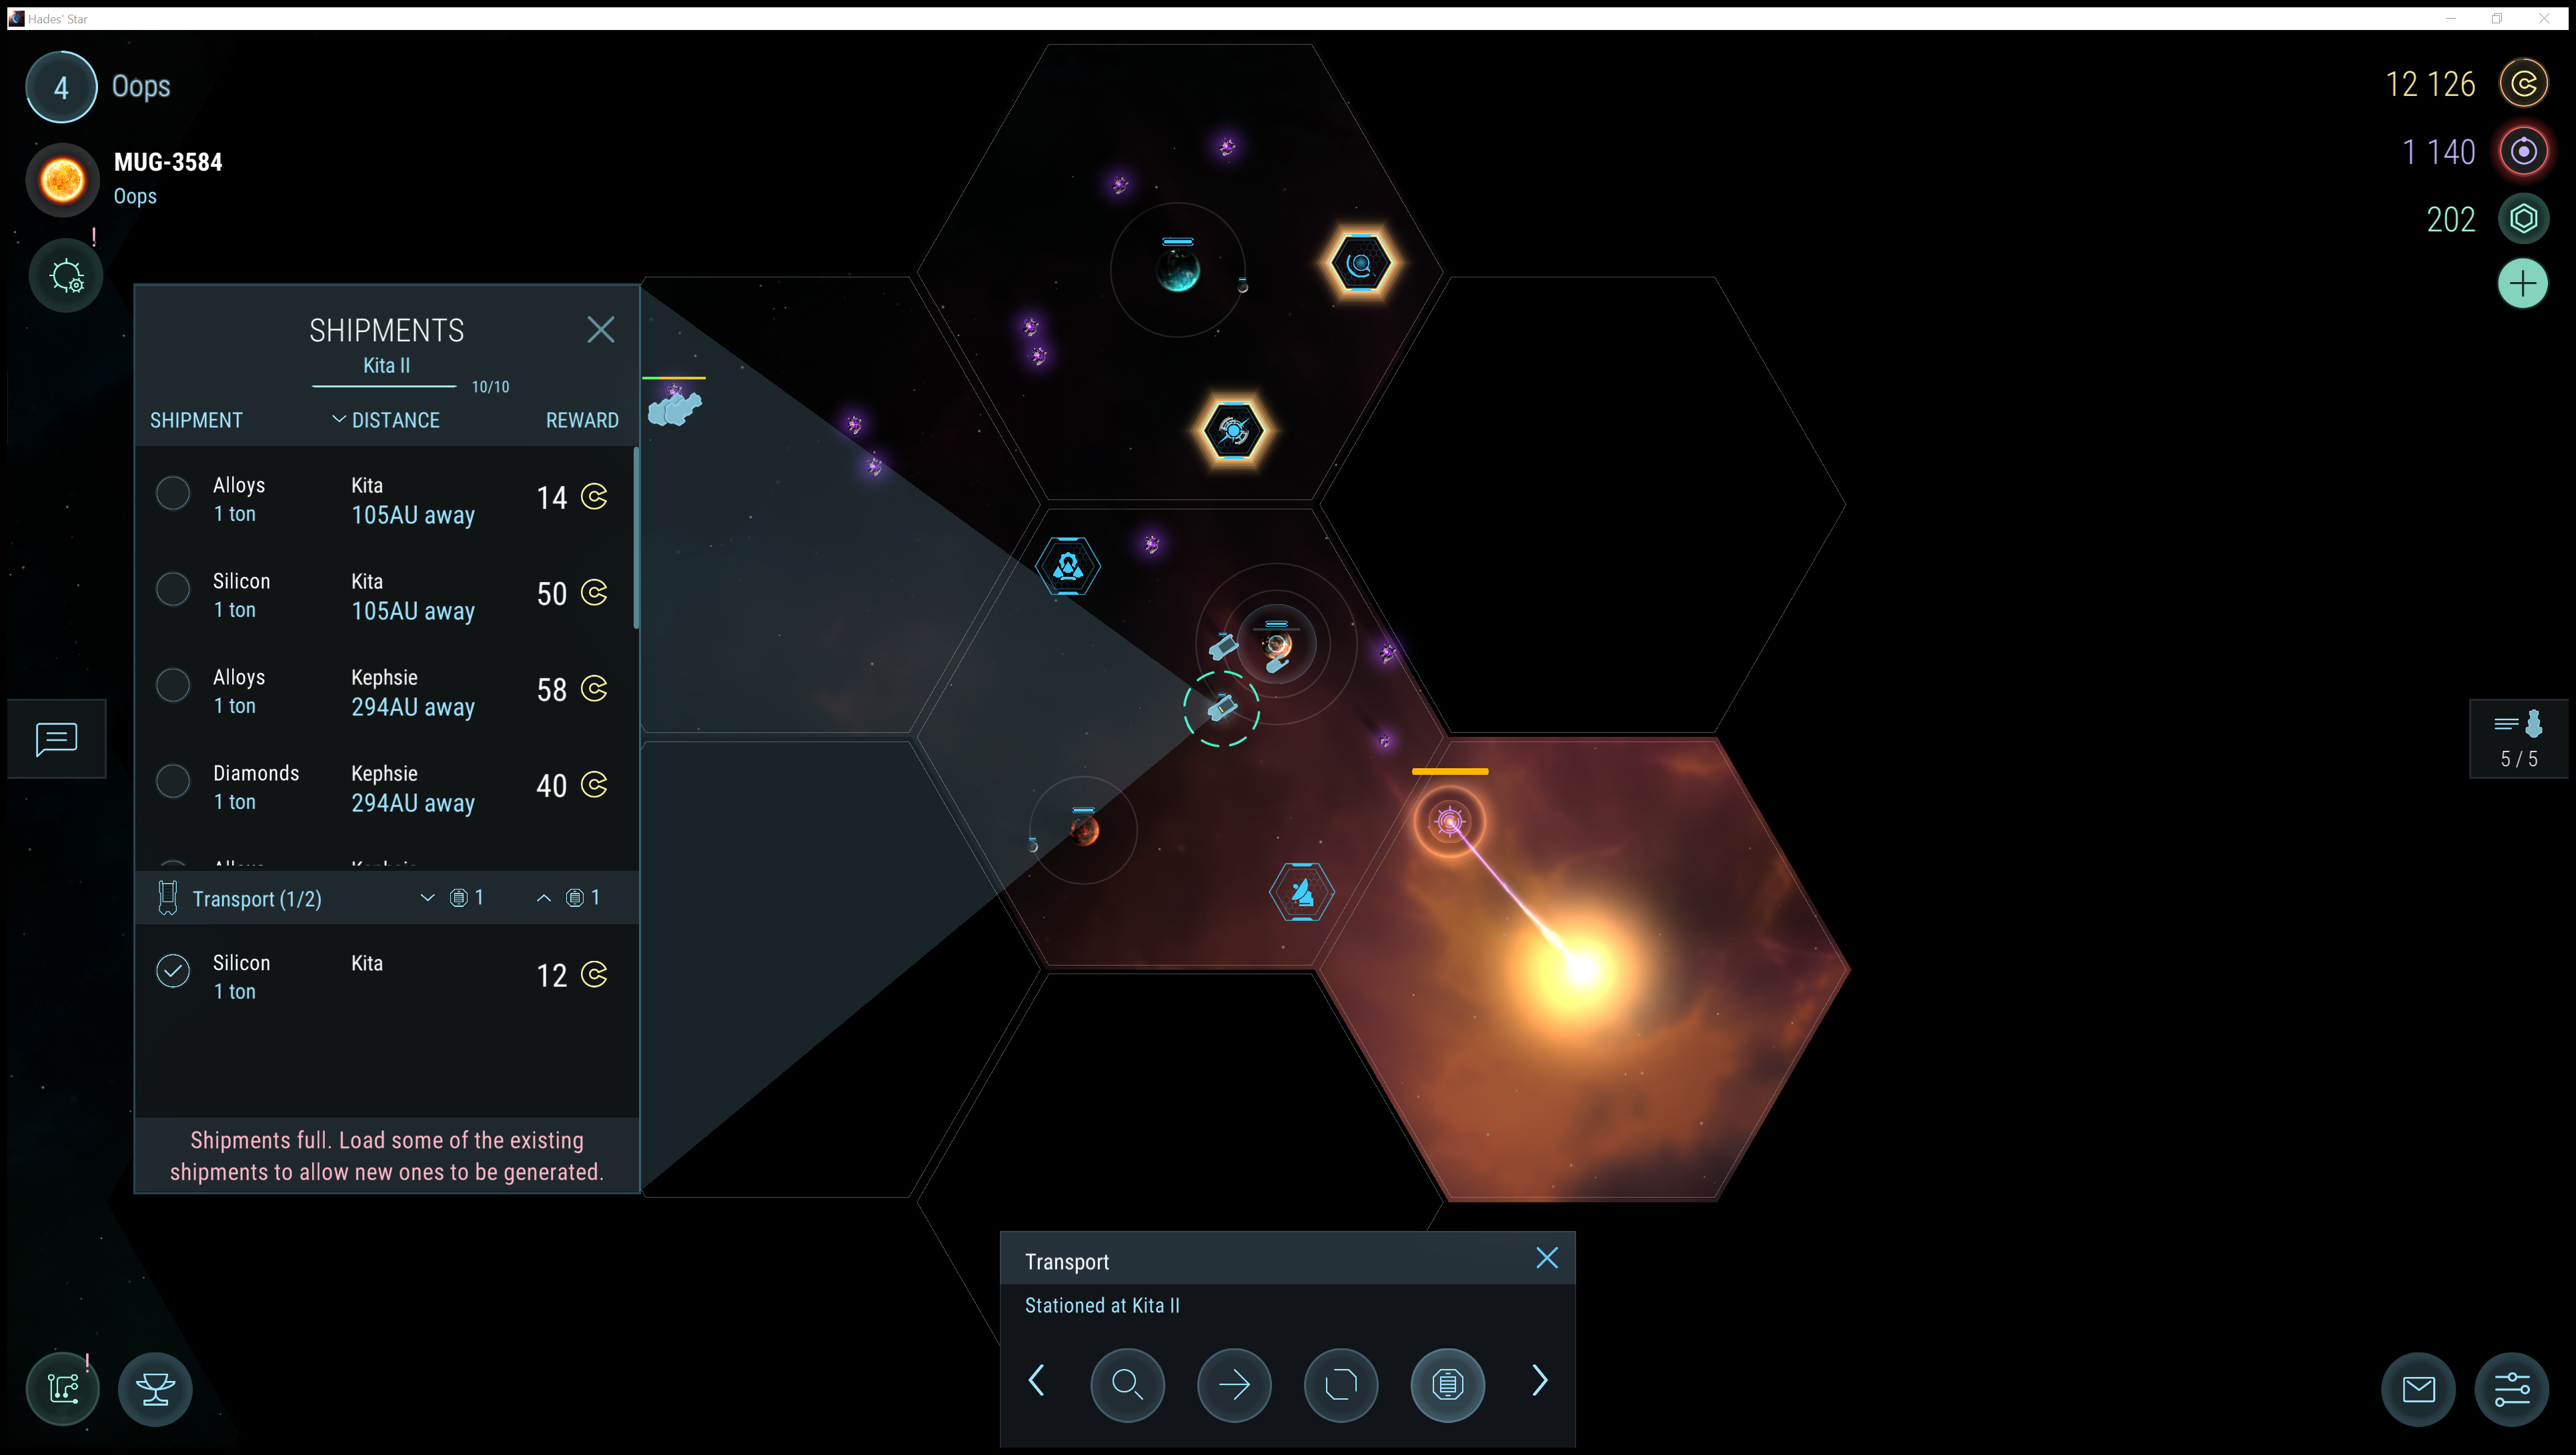 Hades' Star
4
Oops
MUG-3584
Oops
!
12 126
1 140
202
SHIPMENTS
Kita II
10/10
SHIPMENT
DISTANCE
REWARD
Alloys
1 ton
Kita
105AU away
14
Silicon
1 ton
Kita
105AU away
50
Alloys
1 ton
Kephsie
294AU away
58
Diamonds
1 ton
Kephsie
294AU away
40
Transport (1/2)
1
1
Silicon
1 ton
Kita
12
Shipments full. Load some of the existing
shipments to allow new ones to be generated.
5 / 5
Transport
Stationed at Kita II
!